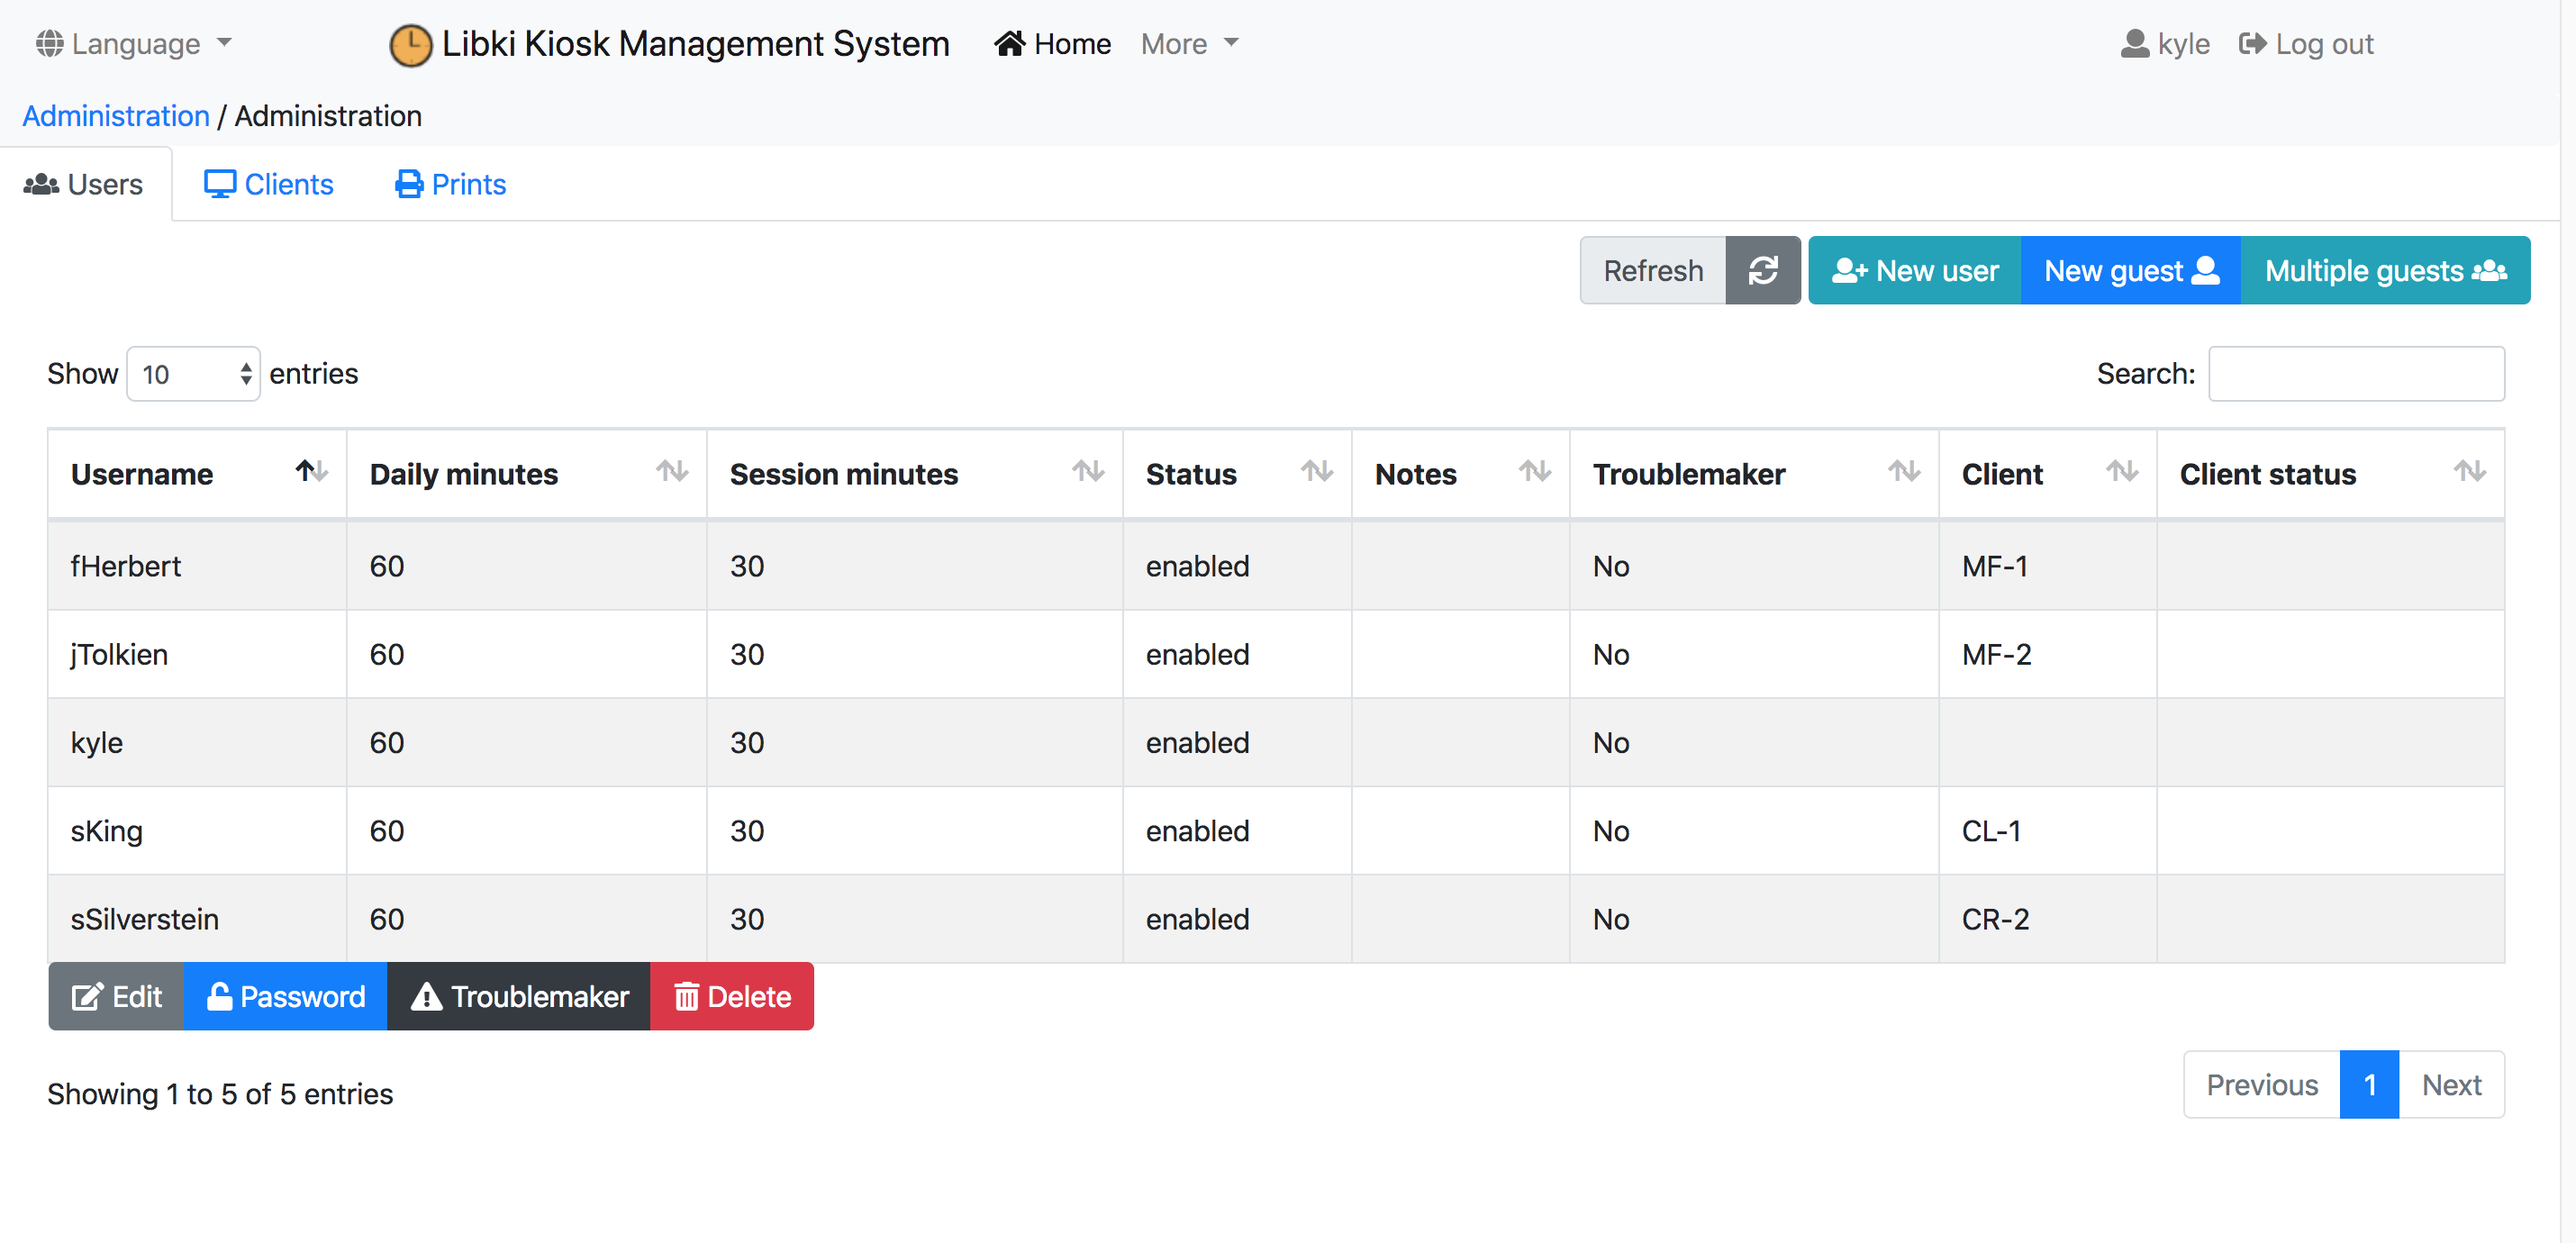 Language Libki Kiosk Management System Home More kyle Log out
Administration / Administration
Users Clients Prints
Refresh New user New guest Multiple guests
Show 10 entries Search:
Username Daily minutes Session minutes Status Notes Troublemaker Client Client status
fHerbert 60 30 enabled No MF-1
jTolkien 60 30 enabled No MF-2
kyle 60 30 enabled No
sKing 60 30 enabled No CL-1
sSilverstein 60 30 enabled No CR-2
Edit Password Troublemaker Delete
Showing 1 to 5 of 5 entries Previous 1 Next